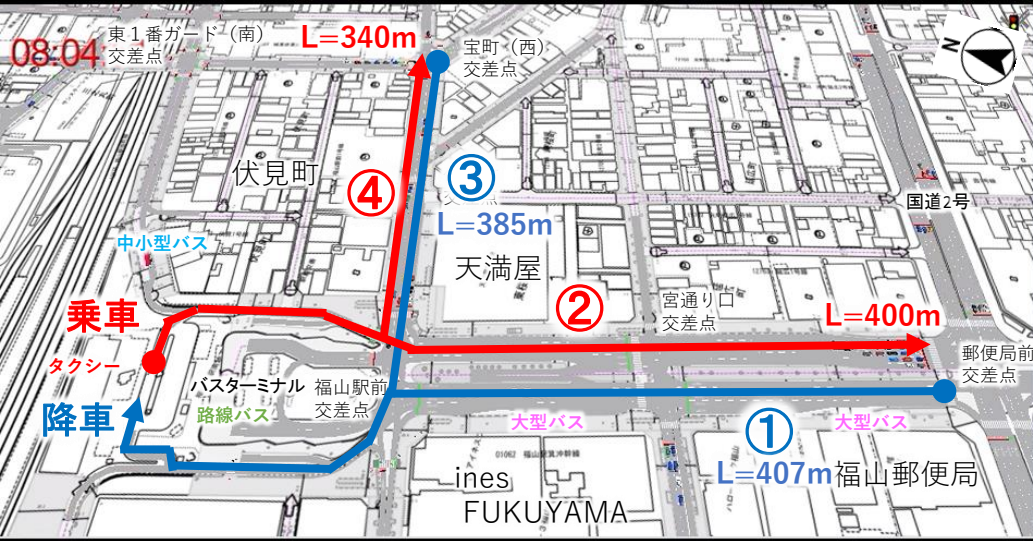 08:04
東1番ガード（南）
交差点
L=340m
宝町（西）
交差点
N
伏見町
④
③
L=385m
国道2号
中小型バス
伏見町
天満屋
②
宮通り口
交差点
L=400m
乗車
タクシー
郵便局前
交差点
バスターミナル
福山駅前
交差点
路線バス
降車
大型バス
大型バス
①
L=407m
福山郵便局
ines
FUKUYAMA